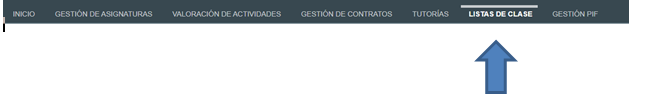 INICIO GESTIÓN DE ASIGNATURAS VALORACIÓN DE ACTIVIDADES GESTIÓN DE CONTRATOS TUTORÍAS LISTAS DE CLASE GESTIÓN PIF